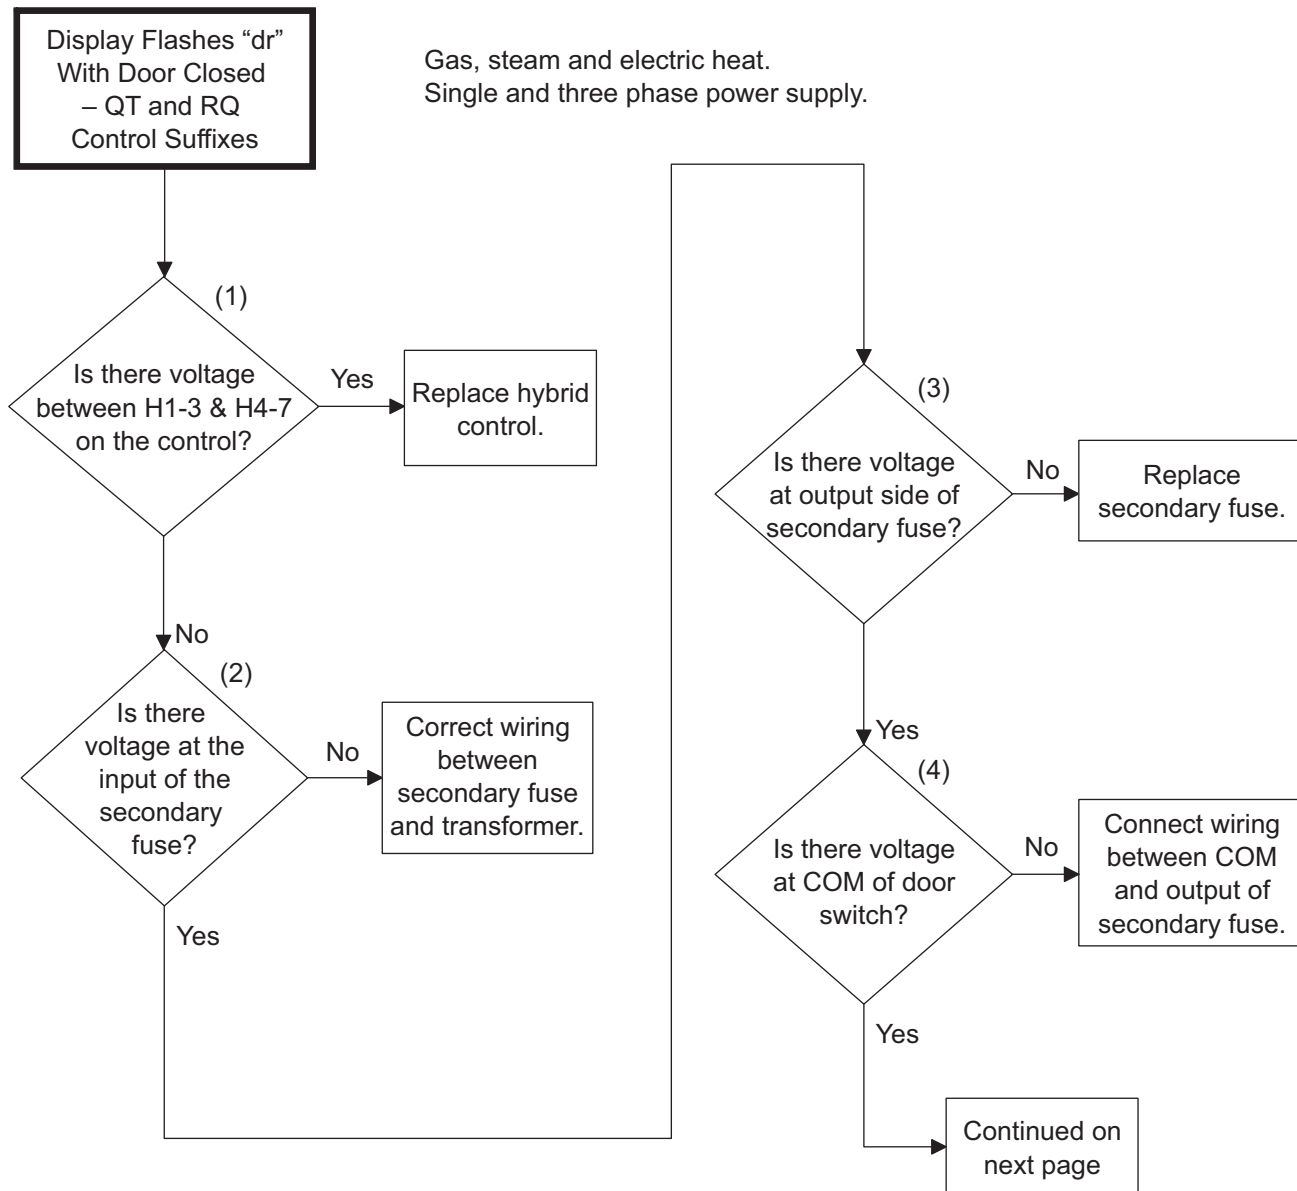 Display Flashes “dr”
With Door Closed
– QT and RQ
Control Suffixes
Gas, steam and electric heat.
Single and three phase power supply.
(1)
Is there voltage
between H1-3 & H4-7
on the control?
Yes
Replace hybrid
control.
No
(2)
Is there
voltage at the
input of the
secondary
fuse?
No
Correct wiring
between
secondary fuse
and transformer.
Yes
(3)
Is there voltage
at output side of
secondary fuse?
No
Replace
secondary fuse.
Yes
(4)
Is there voltage
at COM of door
switch?
No
Connect wiring
between COM
and output of
secondary fuse.
Yes
Continued on
next page